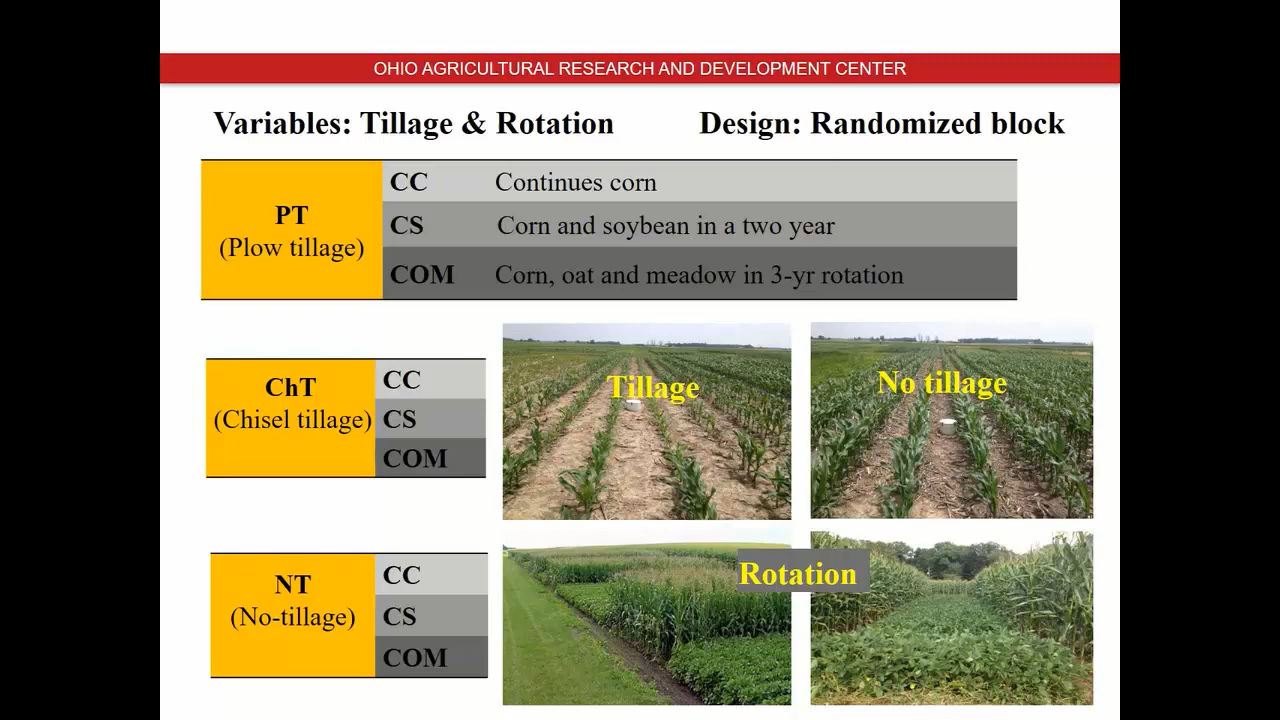 OHIO AGRICULTURAL RESEARCH AND DEVELOPMENT CENTER
Variables: Tillage & Rotation
Design: Randomized block
PT
(Plow tillage)
CC Continues corn
CS Corn and soybean in a two year
COM Corn, oat and meadow in 3-yr rotation
ChT
(Chisel tillage)
CC
CS
COM
Tillage
No tillage
NT
(No-tillage)
CC
CS
COM
Rotation